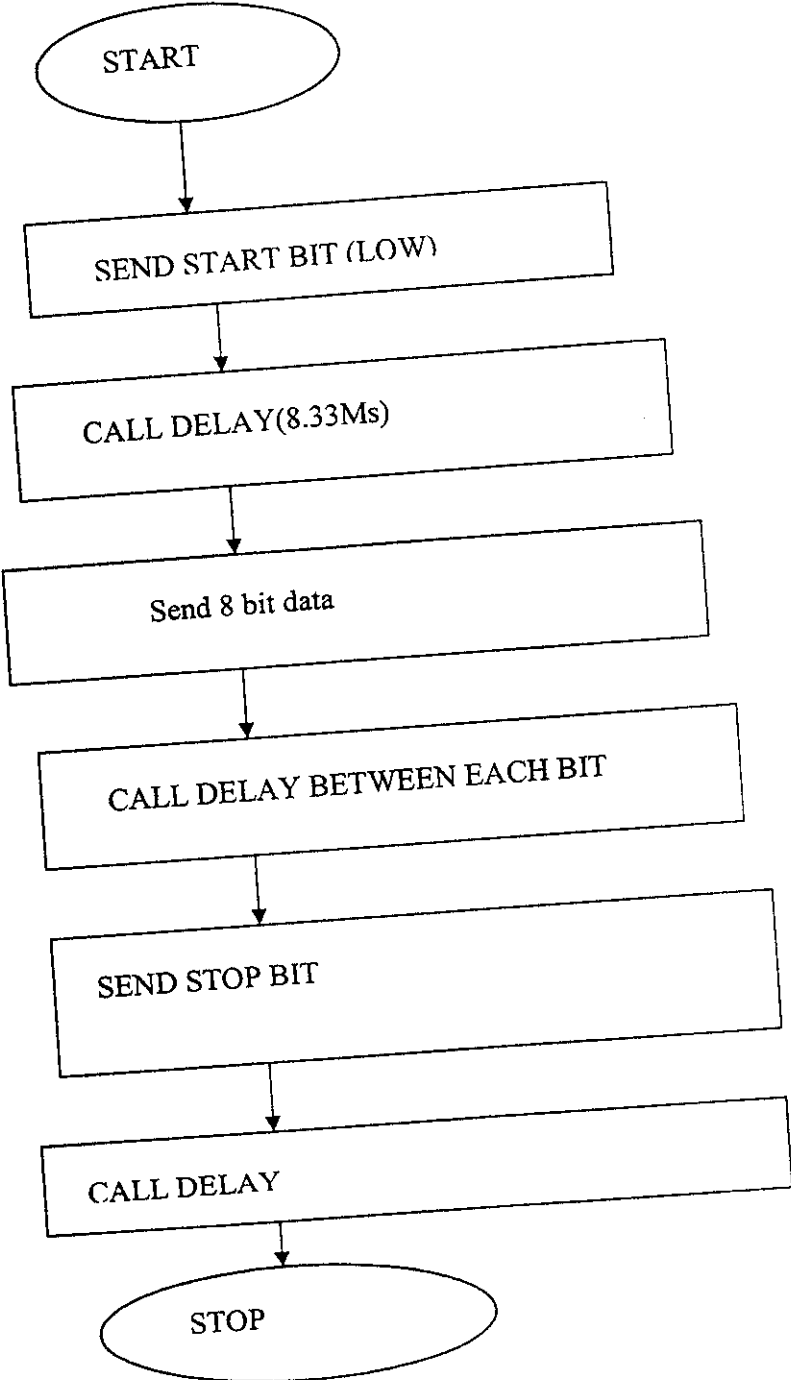 START
SEND START BIT (LOW)
CALL DELAY(8.33Ms)
Send 8 bit data
CALL DELAY BETWEEN EACH BIT
SEND STOP BIT
CALL DELAY
STOP